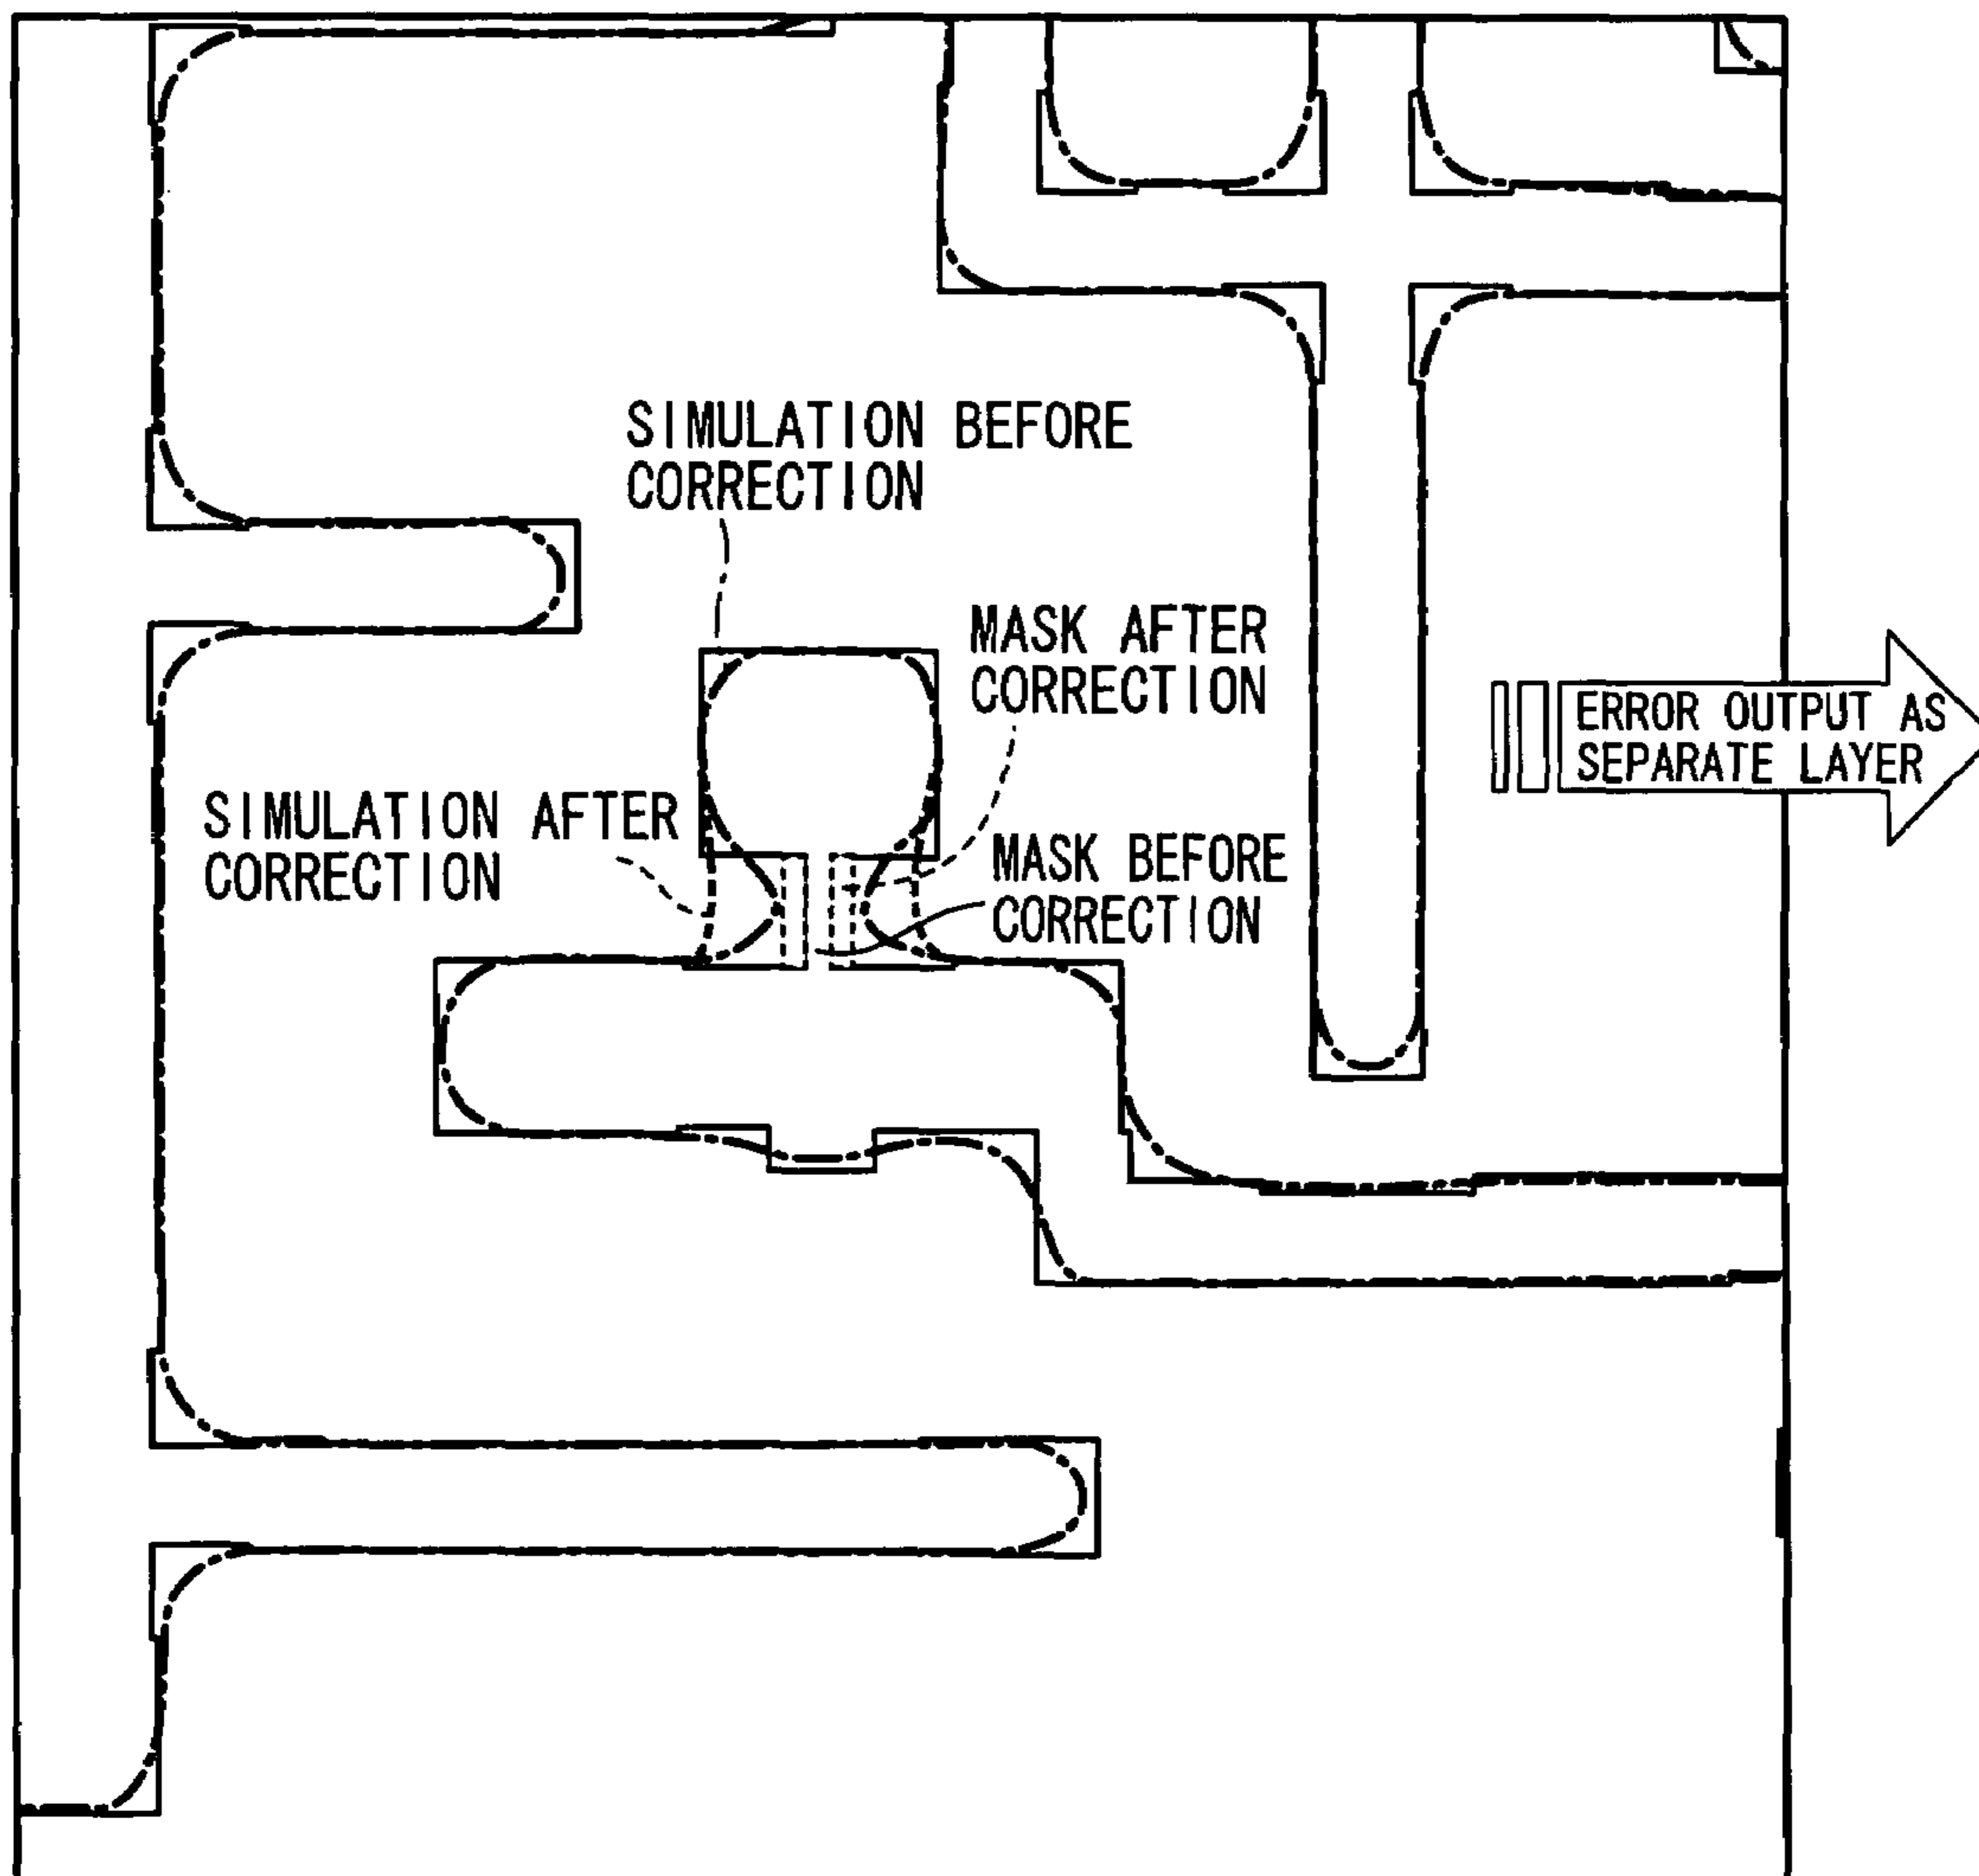 SIMULATION BEFORE
CORRECTION
MASK AFTER
CORRECTION
ERROR OUTPUT AS
SEPARATE LAYER
SIMULATION AFTER
CORRECTION
MASK BEFORE
CORRECTION